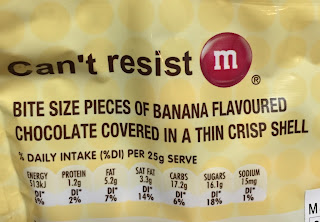 Can't resist m ®
BITE SIZE PIECES OF BANANA FLAVOURED
CHOCOLATE COVERED IN A THIN CRISP SHELL
% DAILY INTAKE (%DI) PER 25g SERVE
ENERGY PROTEIN FAT SAT FAT CARBS SUGARS SODIUM
513kJ 1.2g 5.2g 3.3g 17.2g 16.1g 15mg
DI* DI* DI* DI* DI* DI* DI*
6% 2% 7% 14% 6% 18% 1%
M